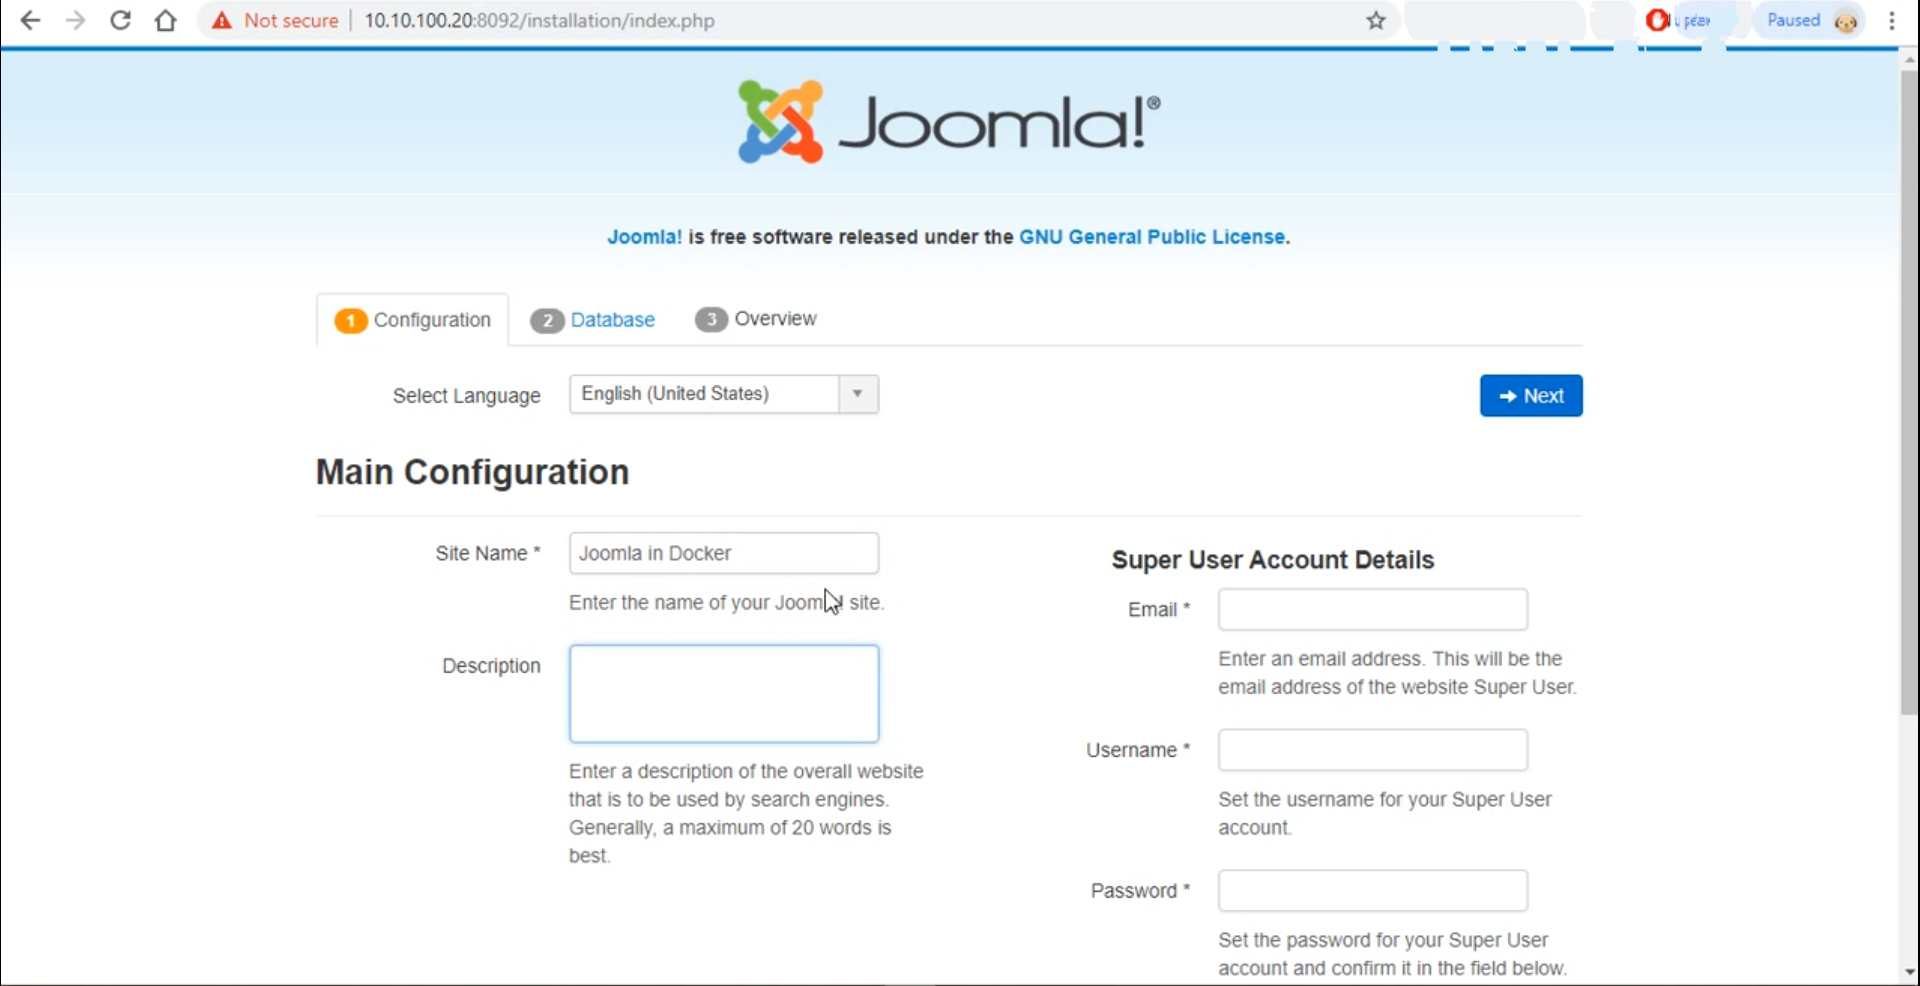 Not secure 10.10.100.20:8092/installation/index.php Paused
Joomla!®
Joomla! is free software released under the GNU General Public License.
1 Configuration 2 Database 3 Overview
Select Language English (United States) Next
Main Configuration
Site Name * Joomla in Docker
Enter the name of your Joomla! site.
Description
Enter a description of the overall website
that is to be used by search engines.
Generally, a maximum of 20 words is
best.
Super User Account Details
Email *
Enter an email address. This will be the
email address of the website Super User.
Username *
Set the username for your Super User
account.
Password *
Set the password for your Super User
account and confirm it in the field below.